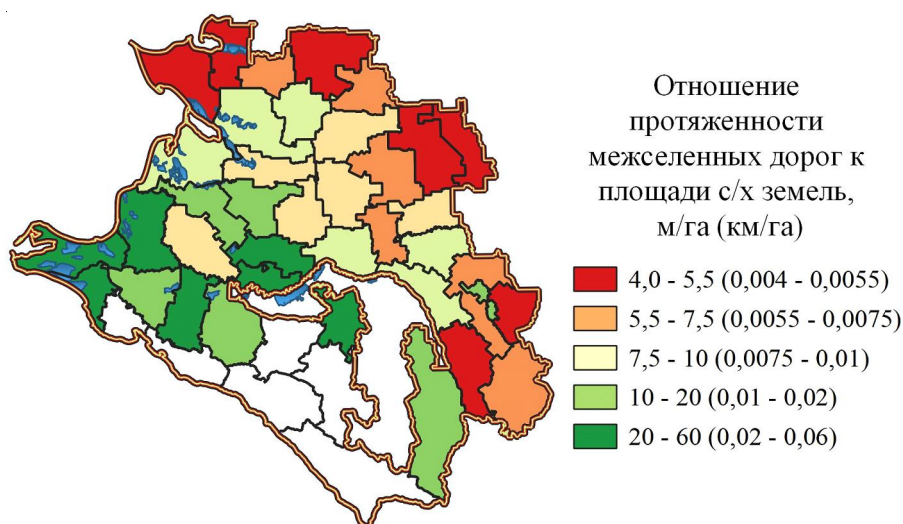 Отношение
протяженности
межселенных дорог к
площади с/х земель,
м/га (км/га)
4,0 - 5,5 (0,004 - 0,0055)
5,5 - 7,5 (0,0055 - 0,0075)
7,5 - 10 (0,0075 - 0,01)
10 - 20 (0,01 - 0,02)
20 - 60 (0,02 - 0,06)